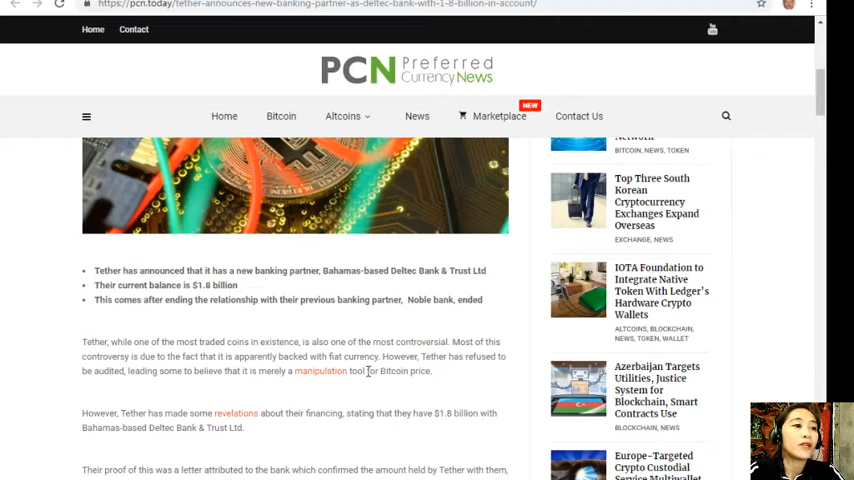 https://pcn.today/tether-announces-new-banking-partner-as-deltec-bank-with-1-8-billion-in-account/
Home Contact
You
PCN Preferred
Currency News
NEW
Home Bitcoin Altcoins News Marketplace Contact Us
BITCOIN, NEWS, TOKEN
Top Three South
Korean
Cryptocurrency
Exchanges Expand
Overseas
EXCHANGE, NEWS
• Tether has announced that it has a new banking partner, Bahamas-based Deltec Bank & Trust Ltd
• Their current balance is $1.8 billion
• This comes after ending the relationship with their previous banking partner, Noble bank, ended
IOTA Foundation to
Integrate Native
Token With Ledger's
Hardware Crypto
Wallets
ALTCOINS, BLOCKCHAIN,
NEWS, TOKEN, WALLET
Tether, while one of the most traded coins in existence, is also one of the most controversial. Most of this
controversy is due to the fact that it is apparently backed with fiat currency. However, Tether has refused to
be audited, leading some to believe that it is merely a manipulation tool for Bitcoin price.
Azerbaijan Targets
Utilities, Justice
System for
Blockchain, Smart
Contracts Use
BLOCKCHAIN, NEWS
However, Tether has made some revelations about their financing, stating that they have $1.8 billion with
Bahamas-based Deltec Bank & Trust Ltd.
Their proof of this was a letter attributed to the bank which confirmed the amount held by Tether with them,
Europe-Targeted
Crypto Custodial
Service Multiwallet